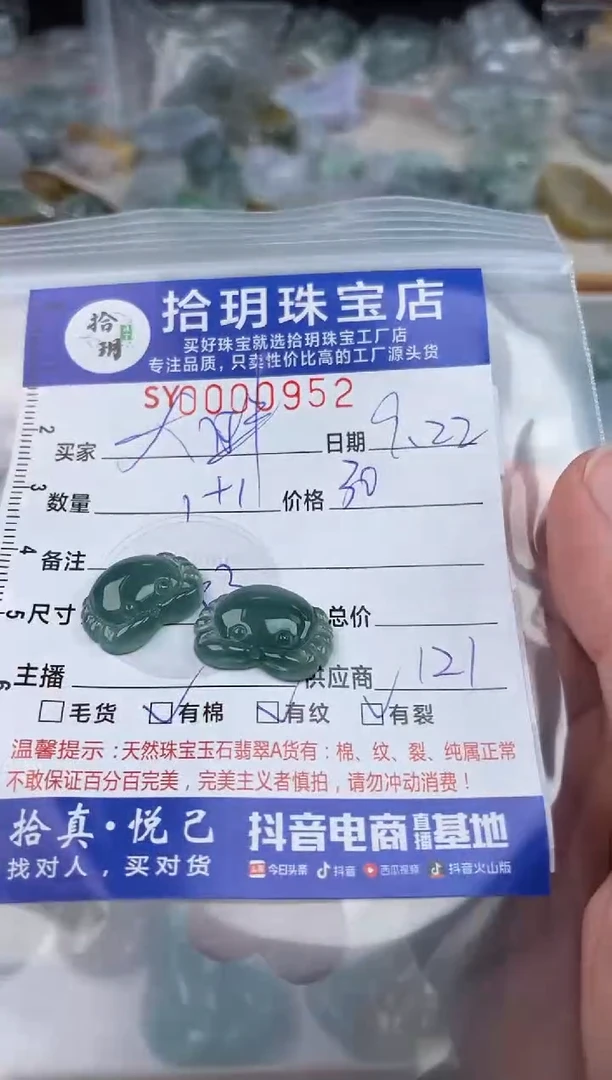 拾玥
拾玥珠宝店
买好珠宝就选拾玥珠宝工厂店
专注品质，只卖性价比高的工厂源头货
SY0000952
买家 日期 9.22
数量 1+1 价格 30
备注
尺寸 总价
主播 供应商 121
毛货 有棉 有纹 有裂
温馨提示：天然珠宝玉石翡翠A货有：棉、纹、裂、纯属正常
不敢保证百分百完美，完美主义者慎拍，请勿冲动消费！
拾真·悦己 抖音电商直播基地
找对人，买对货 今日头条 抖音 西瓜视频 抖音火山版
2
3
4
5
6